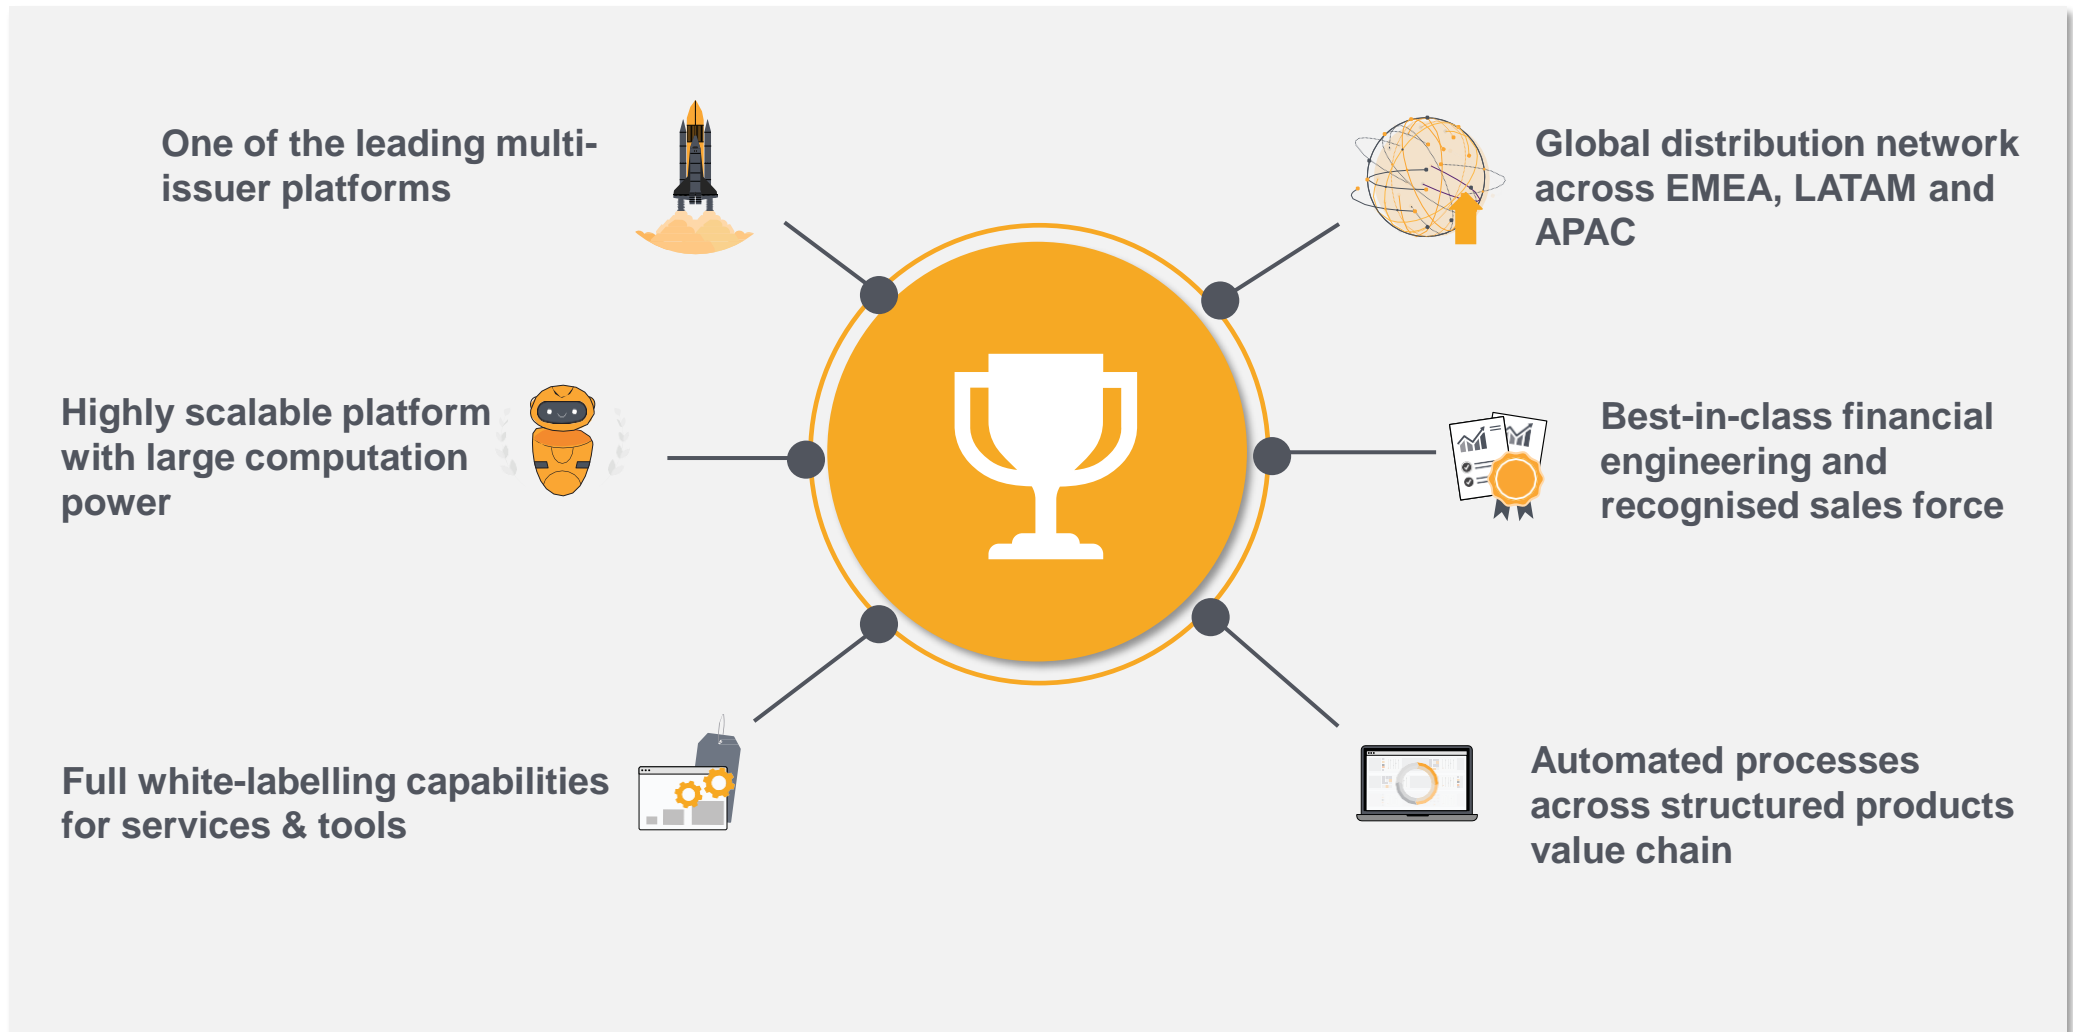 One of the leading multi-
issuer platforms
Global distribution network
across EMEA, LATAM and
APAC
Highly scalable platform
with large computation
power
Best-in-class financial
engineering and
recognised sales force
Full white-labelling capabilities
for services & tools
Automated processes
across structured products
value chain